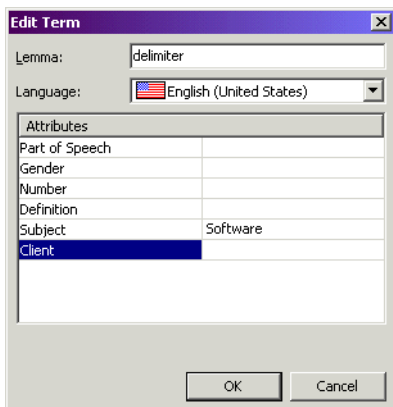 Edit Term
Lemma: delimiter
Language: English (United States)
Attributes
Part of Speech
Gender
Number
Definition
Subject Software
Client
OK Cancel